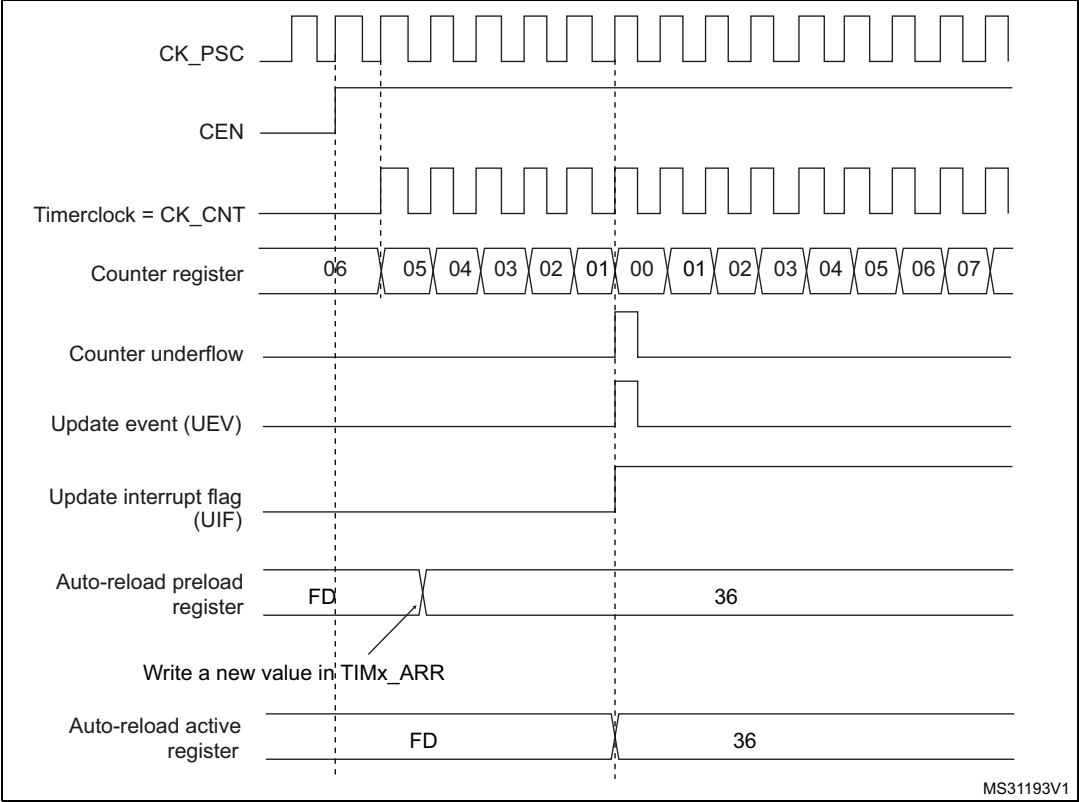 CK_PSC
CEN
Timerclock = CK_CNT
Counter register
06 05 04 03 02 01 00 01 02 03 04 05 06 07
Counter underflow
Update event (UEV)
Update interrupt flag
(UIF)
Auto-reload preload
register
FD 36
Write a new value in TIMx_ARR
Auto-reload active
register
FD 36
MS31193V1